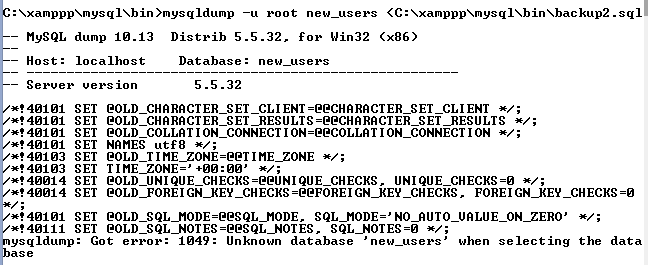 C:\xampp\mysql\bin>mysqldump -u root new_users <C:\xampp\mysql\bin\backup2.sql
-- MySQL dump 10.13  Distrib 5.5.32, for Win32 (x86)
--
-- Host: localhost    Database: new_users
-- ------------------------------------------------------
-- Server version       5.5.32
/*!40101 SET @OLD_CHARACTER_SET_CLIENT=@@CHARACTER_SET_CLIENT */;
/*!40101 SET @OLD_CHARACTER_SET_RESULTS=@@CHARACTER_SET_RESULTS */;
/*!40101 SET @OLD_COLLATION_CONNECTION=@@COLLATION_CONNECTION */;
/*!40101 SET NAMES utf8 */;
/*!40103 SET @OLD_TIME_ZONE=@@TIME_ZONE */;
/*!40103 SET TIME_ZONE='+00:00' */;
/*!40014 SET @OLD_UNIQUE_CHECKS=@@UNIQUE_CHECKS, UNIQUE_CHECKS=0 */;
/*!40014 SET @OLD_FOREIGN_KEY_CHECKS=@@FOREIGN_KEY_CHECKS, FOREIGN_KEY_CHECKS=0
*/;
/*!40101 SET @OLD_SQL_MODE=@@SQL_MODE, SQL_MODE='NO_AUTO_VALUE_ON_ZERO' */;
/*!40111 SET @OLD_SQL_NOTES=@@SQL_NOTES, SQL_NOTES=0 */;
mysqldump: Got error: 1049: Unknown database 'new_users' when selecting the data
base